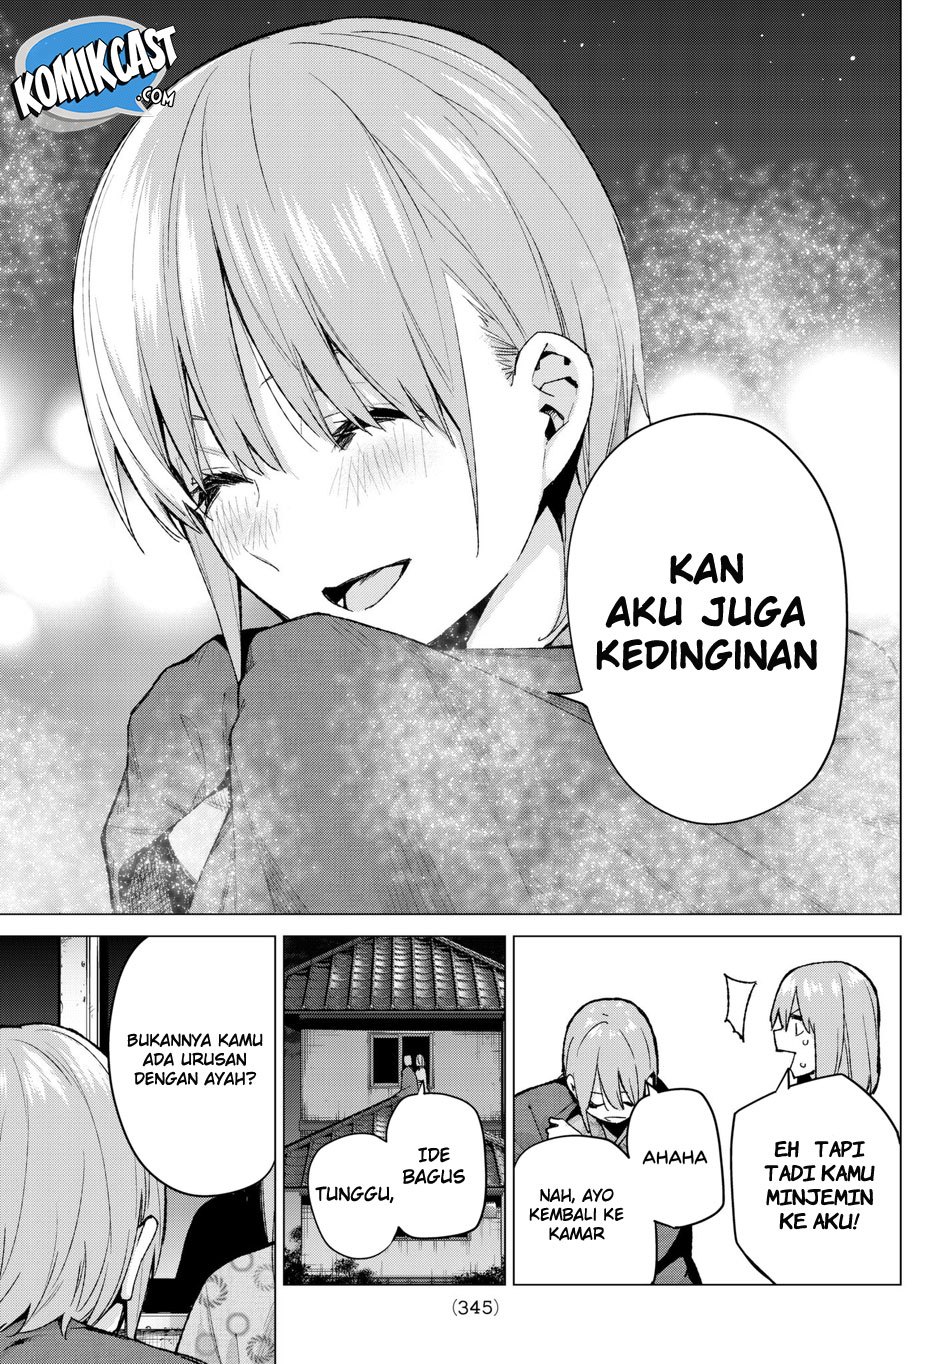 KOMIKCAST
.COM
KAN
AKU JUGA
KEDINGINAN
EH TAPI
TADI KAMU
MINJEMIN
KE AKU!
AHAHA
NAH, AYO
KEMBALI KE
KAMAR
IDE
BAGUS
TUNGGU,
BUKANNYA KAMU
ADA URUSAN
DENGAN AYAH?
(345)